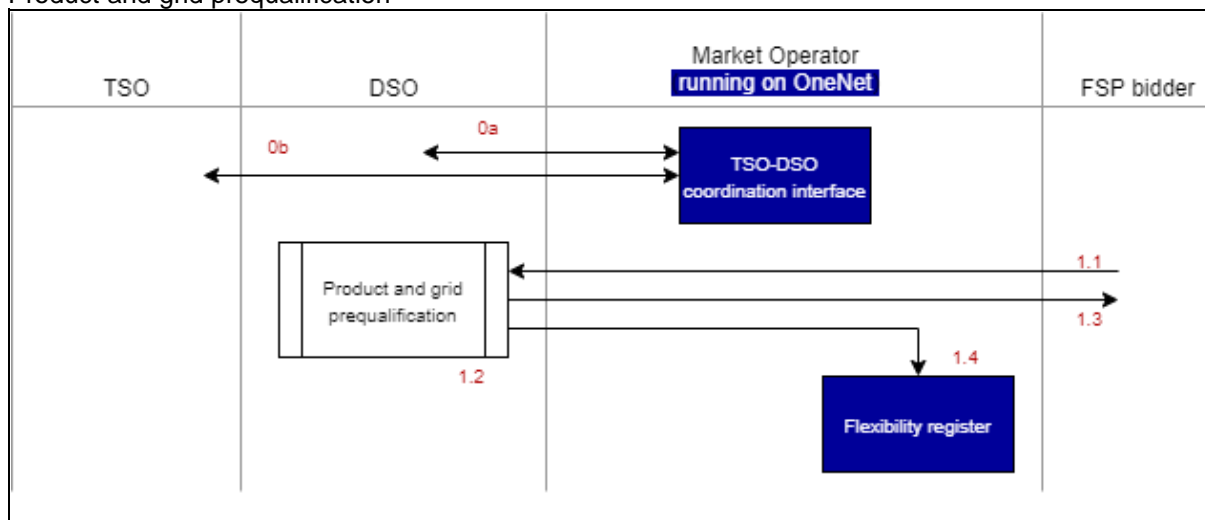 Product and grid prequalification
TSO
DSO
Market Operator
running on OneNet
FSP bidder
0a
0b
TSO-DSO
coordination interface
1.1
Product and grid
prequalification
1.3
1.2
1.4
Flexibility register